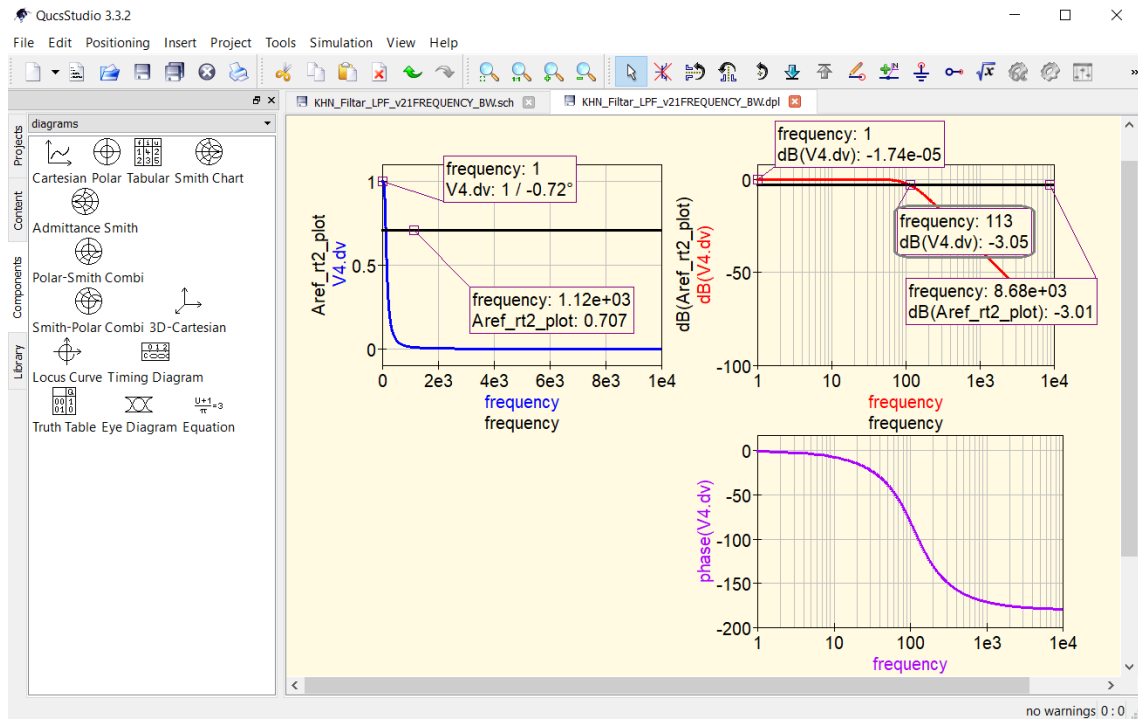 QucsStudio 3.3.2
File Edit Positioning Insert Project Tools Simulation View Help
KHN_Filtar_LPF_v21FREQUENCY_BW.sch
KHN_Filtar_LPF_v21FREQUENCY_BW.dpl
Projects
Content
Components
Library
diagrams
Cartesian Polar Tabular Smith Chart
Admittance Smith
Polar-Smith Combi
Smith-Polar Combi 3D-Cartesian
Locus Curve Timing Diagram
Truth Table Eye Diagram Equation
frequency: 1
V4.dv: 1 / -0.72°
frequency: 1.12e+03
Aref_rt2_plot: 0.707
Aref_rt2_plot
V4.dv
1
0.5
0
0 2e3 4e3 6e3 8e3 1e4
frequency
frequency
frequency: 1
dB(V4.dv): -1.74e-05
frequency: 113
dB(V4.dv): -3.05
frequency: 8.68e+03
dB(Aref_rt2_plot): -3.01
dB(Aref_rt2_plot)
dB(V4.dv)
0
-50
-100
1 10 100 1e3 1e4
frequency
frequency
phase(V4.dv)
0
-50
-100
-150
-200
1 10 100 1e3 1e4
frequency
no warnings 0 : 0